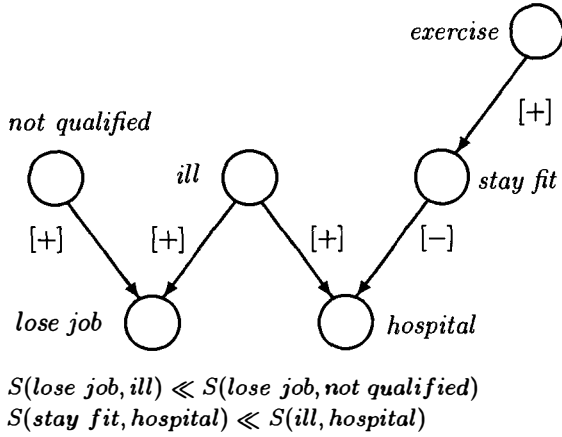 exercise
[+]
not qualified
ill
stay fit
[+]
[+]
[+]
[−]
lose job
hospital
S(lose job, ill) ≪ S(lose job, not qualified)
S(stay fit, hospital) ≪ S(ill, hospital)